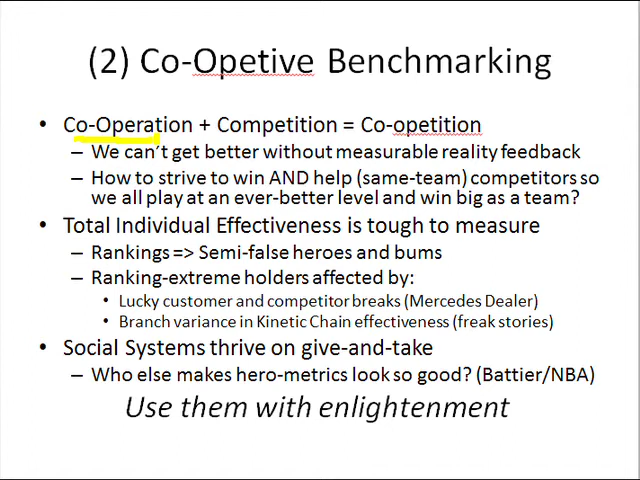 (2) Co-Opetive Benchmarking
• Co-Operation + Competition = Co-opetition
– We can't get better without measurable reality feedback
– How to strive to win AND help (same-team) competitors so
we all play at an ever-better level and win big as a team?
• Total Individual Effectiveness is tough to measure
– Rankings => Semi-false heroes and bums
– Ranking-extreme holders affected by:
• Lucky customer and competitor breaks (Mercedes Dealer)
• Branch variance in Kinetic Chain effectiveness (freak stories)
• Social Systems thrive on give-and-take
– Who else makes hero-metrics look so good? (Battier/NBA)
Use them with enlightenment